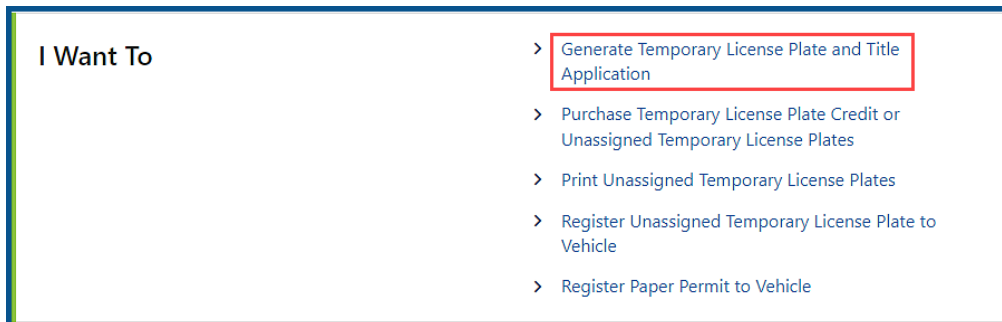 I Want To
Generate Temporary License Plate and Title
Application
Purchase Temporary License Plate Credit or
Unassigned Temporary License Plates
Print Unassigned Temporary License Plates
Register Unassigned Temporary License Plate to
Vehicle
Register Paper Permit to Vehicle